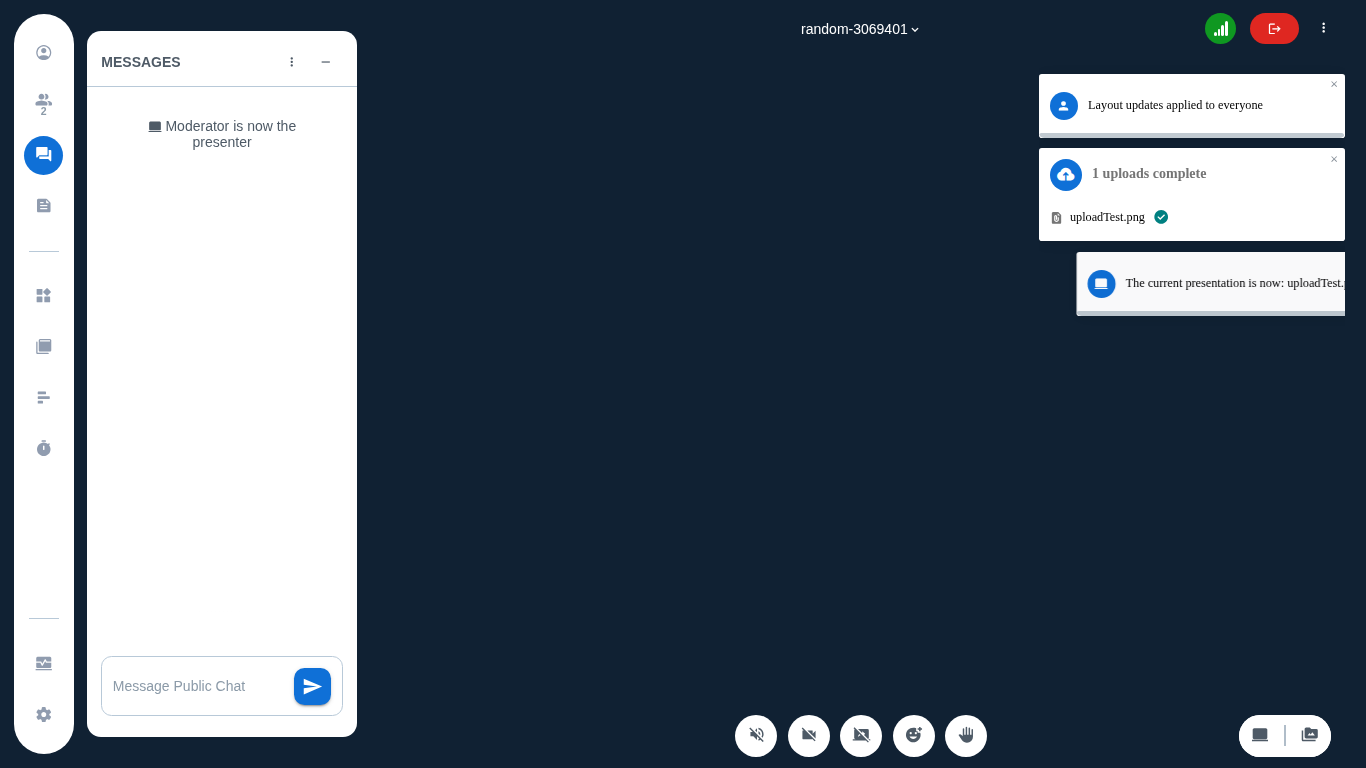 random-3069401
MESSAGES
2
Moderator is now the
presenter
Layout updates applied to everyone
1 uploads complete
uploadTest.png
The current presentation is now: uploadTest.
Message Public Chat